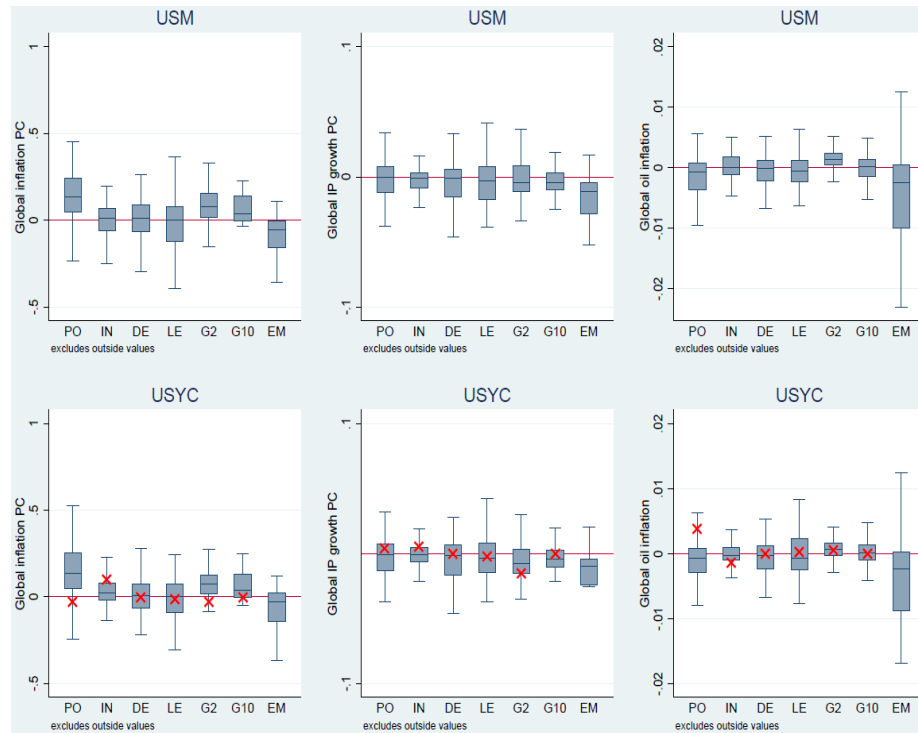 USM
Global inflation PC
1
.5
0
-.5
PO IN DE LE G2 G10 EM
excludes outside values
USM
Global IP growth PC
.1
0
-.1
PO IN DE LE G2 G10 EM
excludes outside values
USM
Global oil inflation
.02
.01
0
-.01
-.02
PO IN DE LE G2 G10 EM
excludes outside values
USYC
Global inflation PC
1
.5
0
-.5
PO IN DE LE G2 G10 EM
excludes outside values
USYC
Global IP growth PC
.1
0
-.1
PO IN DE LE G2 G10 EM
excludes outside values
USYC
Global oil inflation
.02
.01
0
-.01
-.02
PO IN DE LE G2 G10 EM
excludes outside values